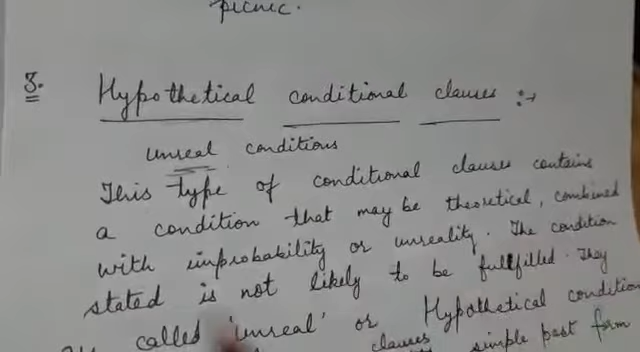 picnic.
3. Hypothetical conditional clauses :→
unreal conditions
This type of conditional clauses contains
a condition that may be theoretical, combined
with improbability or unreality. The condition
stated is not likely to be fullfilled. They
called 'unreal' or Hypothetical condition
clauses simple past form